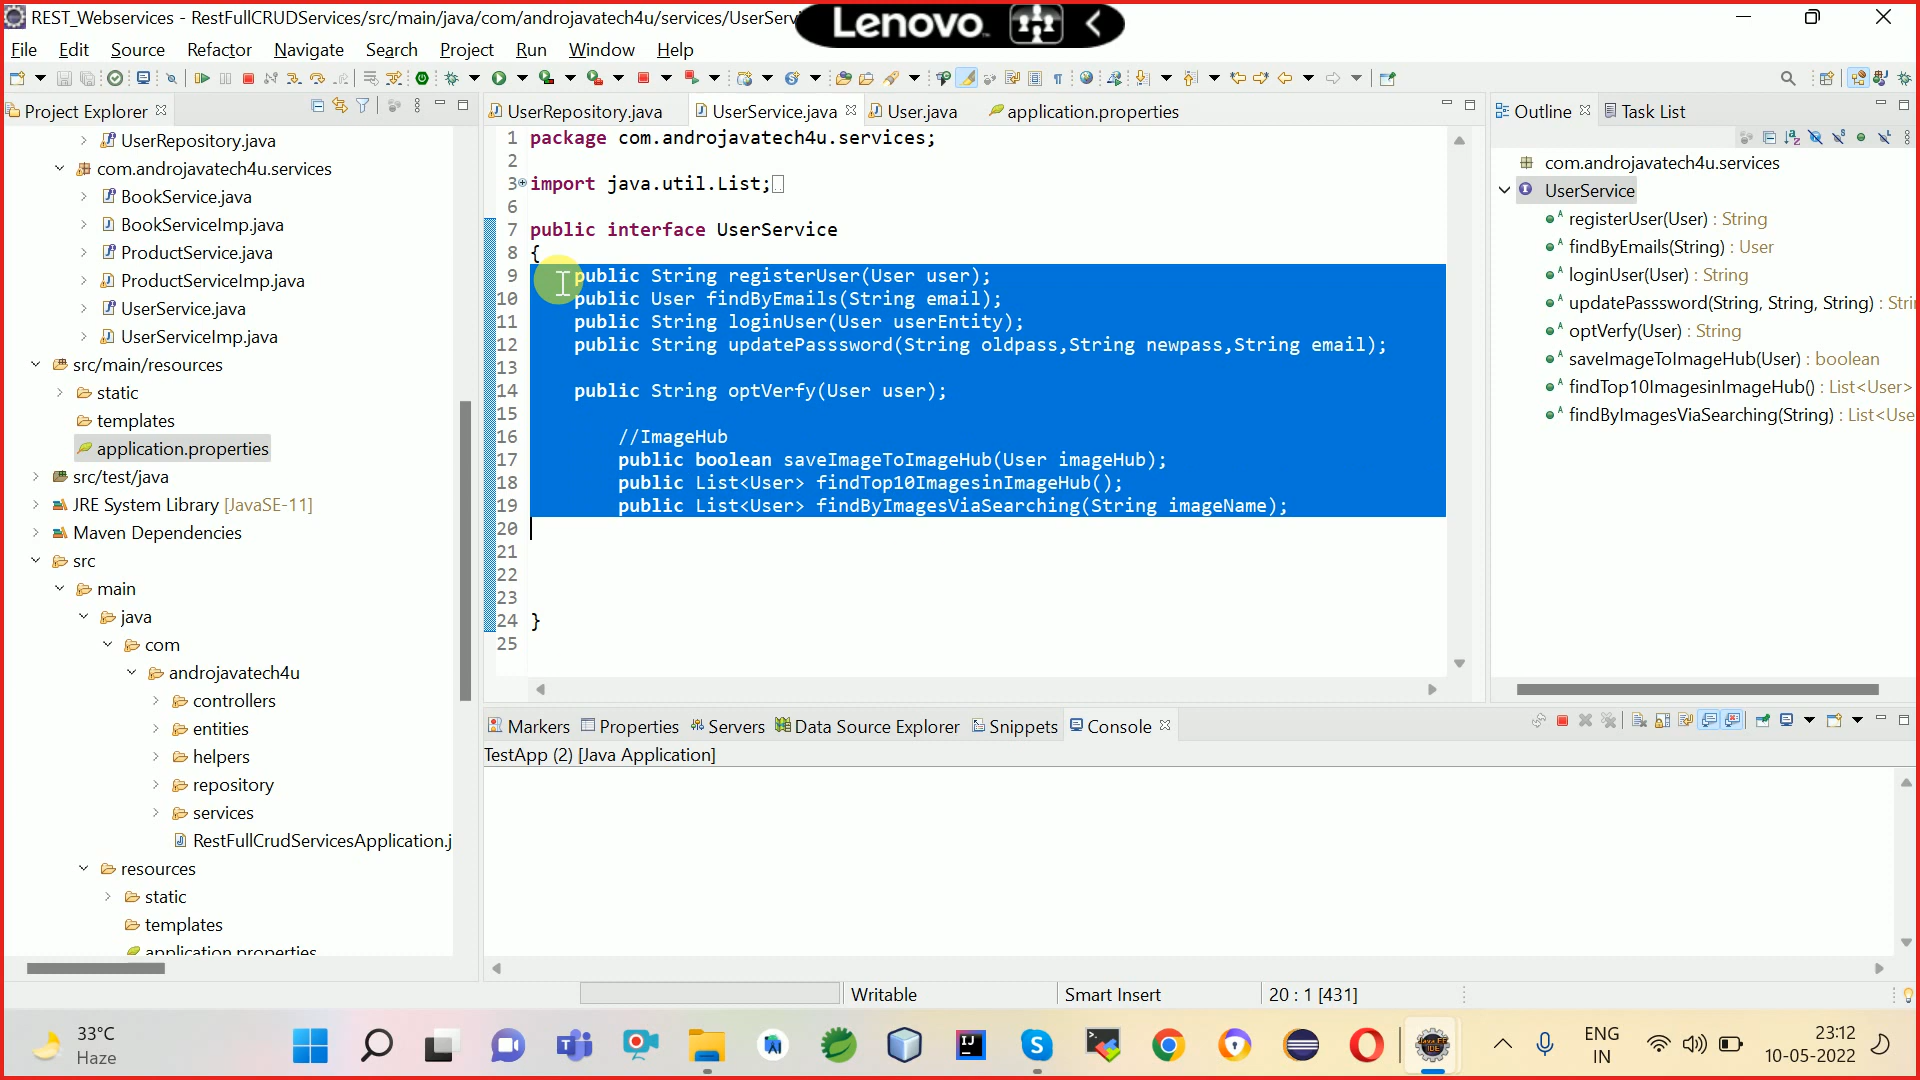 REST_Webservices - RestFullCRUDServices/src/main/java/com/androjavatech4u/services/UserServi
Lenovo
File Edit Source Refactor Navigate Search Project Run Window Help
Project Explorer
UserRepository.java
com.androjavatech4u.services
BookService.java
BookServiceImp.java
ProductService.java
ProductServiceImp.java
UserService.java
UserServiceImp.java
src/main/resources
static
templates
application.properties
src/test/java
JRE System Library [JavaSE-11]
Maven Dependencies
src
main
java
com
androjavatech4u
controllers
entities
helpers
repository
services
RestFullCrudServicesApplication.j
resources
static
templates
application.properties
UserRepository.java UserService.java User.java application.properties
1 package com.androjavatech4u.services;
2
3 import java.util.List;
6
7 public interface UserService
8 {
9 public String registerUser(User user);
10 public User findByEmails(String email);
11 public String loginUser(User userEntity);
12 public String updatePasssword(String oldpass,String newpass,String email);
13
14 public String optVerfy(User user);
15
16 //ImageHub
17 public boolean saveImageToImageHub(User imageHub);
18 public List<User> findTop10ImagesinImageHub();
19 public List<User> findByImagesViaSearching(String imageName);
20
21
22
23
24 }
25
Outline Task List
com.androjavatech4u.services
UserService
registerUser(User) : String
findByEmails(String) : User
loginUser(User) : String
updatePasssword(String, String, String) : Stri
optVerfy(User) : String
saveImageToImageHub(User) : boolean
findTop10ImagesinImageHub() : List<User>
findByImagesViaSearching(String) : List<Use
Markers Properties Servers Data Source Explorer Snippets Console
TestApp (2) [Java Application]
Writable Smart Insert 20 : 1 [431]
33°C
Haze
ENG
IN
23:12
10-05-2022